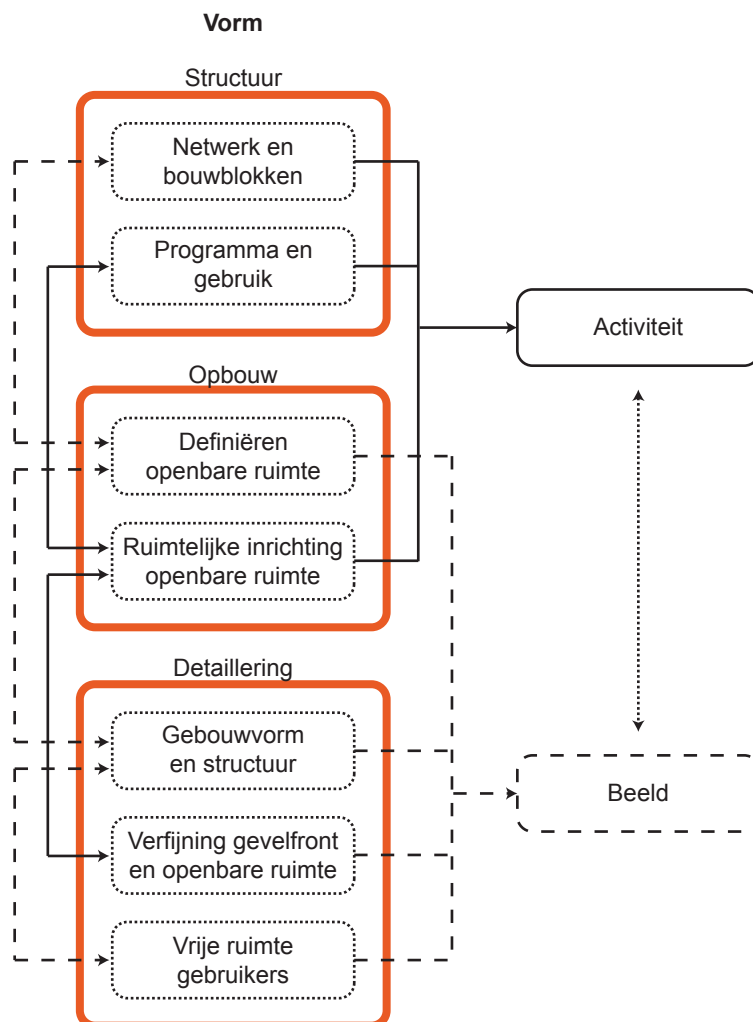 Vorm
Structuur
Netwerk en
bouwblokken
Programma en
gebruik
Activiteit
Opbouw
Definiëren
openbare ruimte
Ruimtelijke inrichting
openbare ruimte
Detaillering
Gebouwvorm
en structuur
Beeld
Verfijning gevelfront
en openbare ruimte
Vrije ruimte
gebruikers